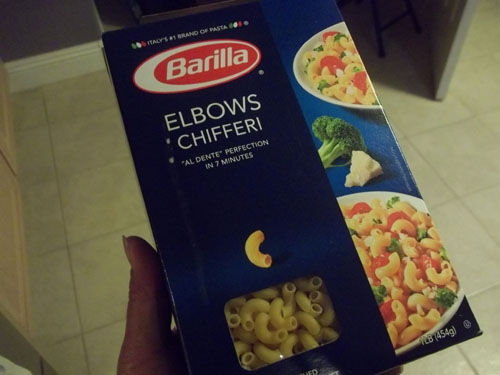 ITALY'S #1 BRAND OF PASTA
Barilla
ELBOWS
CHIFFERI
"AL DENTE" PERFECTION
IN 7 MINUTES
1LB (454g)